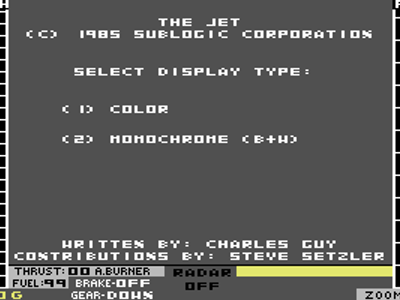 THE JET
(C) 1985 SUBLOGIC CORPORATION
SELECT DISPLAY TYPE:
(1) COLOR
(2) MONOCHROME (B+W)
WRITTEN BY: CHARLES GUY
CONTRIBUTIONS BY: STEVE SETZLER
THRUST:00 A.BURNER RADAR
FUEL:99 BRAKE-OFF OFF
GEAR-DOWN ZOOM